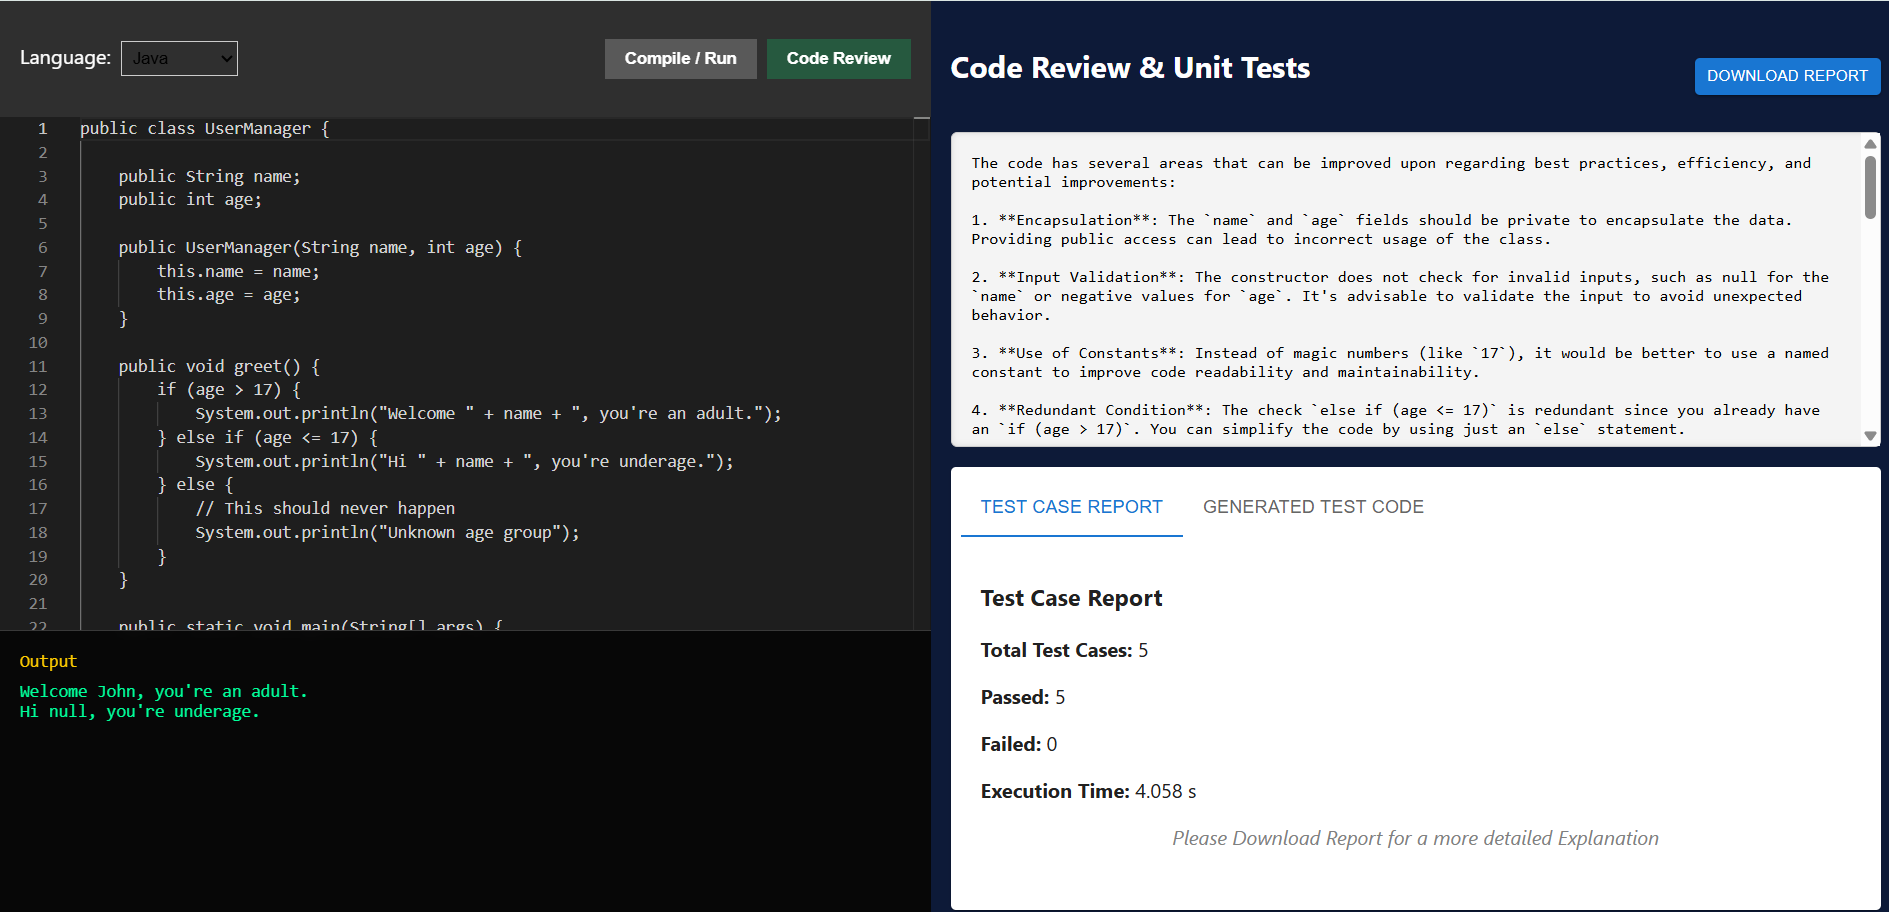 Language: Java
Compile / Run
Code Review
1 public class UserManager {
2
3 public String name;
4 public int age;
5
6 public UserManager(String name, int age) {
7 this.name = name;
8 this.age = age;
9 }
10
11 public void greet() {
12 if (age > 17) {
13 System.out.println("Welcome " + name + ", you're an adult.");
14 } else if (age <= 17) {
15 System.out.println("Hi " + name + ", you're underage.");
16 } else {
17 // This should never happen
18 System.out.println("Unknown age group");
19 }
20 }
21
22 public static void main(String[] args) {
Output
Welcome John, you're an adult.
Hi null, you're underage.
Code Review & Unit Tests
DOWNLOAD REPORT
The code has several areas that can be improved upon regarding best practices, efficiency, and
potential improvements:
1. **Encapsulation**: The `name` and `age` fields should be private to encapsulate the data.
Providing public access can lead to incorrect usage of the class.
2. **Input Validation**: The constructor does not check for invalid inputs, such as null for the
`name` or negative values for `age`. It's advisable to validate the input to avoid unexpected
behavior.
3. **Use of Constants**: Instead of magic numbers (like `17`), it would be better to use a named
constant to improve code readability and maintainability.
4. **Redundant Condition**: The check `else if (age <= 17)` is redundant since you already have
an `if (age > 17)`. You can simplify the code by using just an `else` statement.
TEST CASE REPORT
GENERATED TEST CODE
Test Case Report
Total Test Cases: 5
Passed: 5
Failed: 0
Execution Time: 4.058 s
Please Download Report for a more detailed Explanation